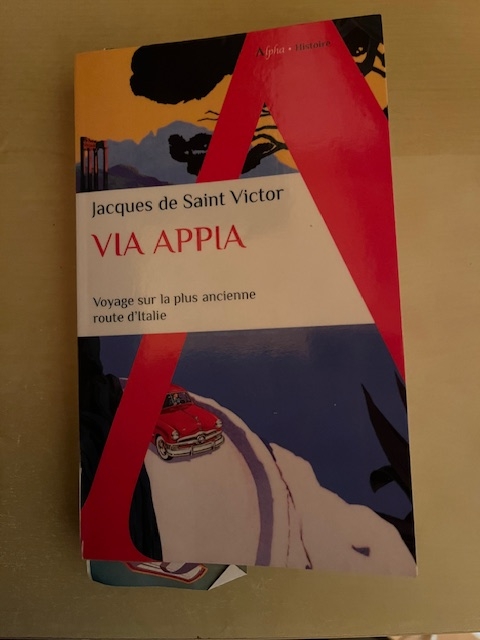 Alpha • Histoire
Jacques de Saint Victor
VIA APPIA
Voyage sur la plus ancienne
route d'Italie